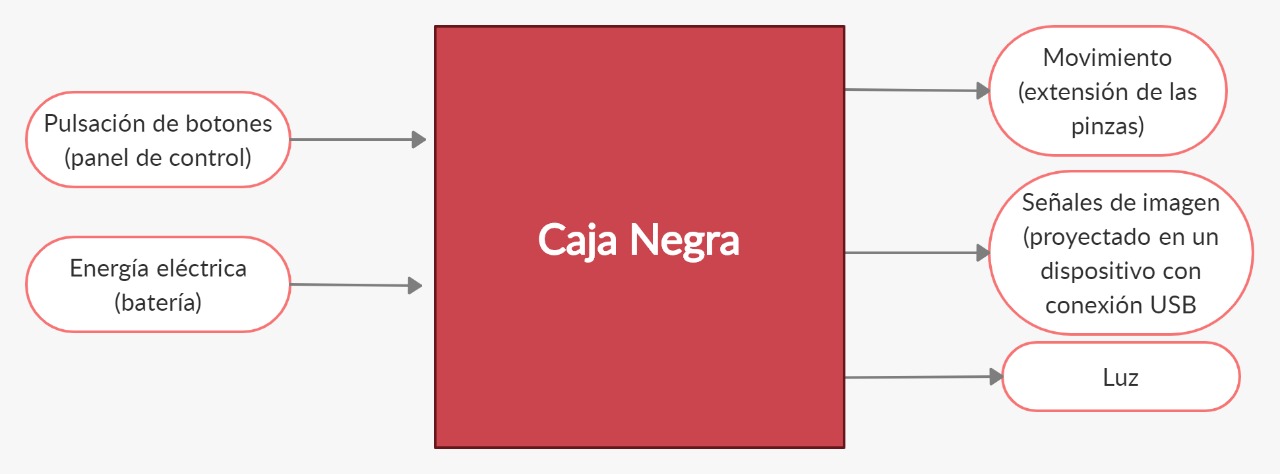 Pulsación de botones
(panel de control)
Energía eléctrica
(batería)
Caja Negra
Movimiento
(extensión de las
pinzas)
Señales de imagen
(proyectado en un
dispositivo con
conexión USB
Luz